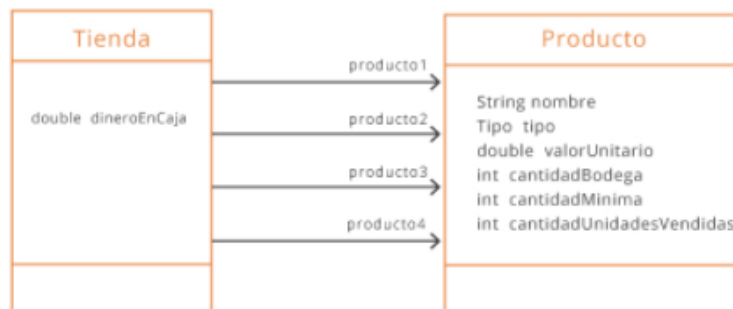 Tienda
double dineroEnCaja
producto1
producto2
producto3
producto4
Producto
String nombre
Tipo tipo
double valorUnitario
int cantidadBodega
int cantidadMinima
int cantidadUnidadesVendidas